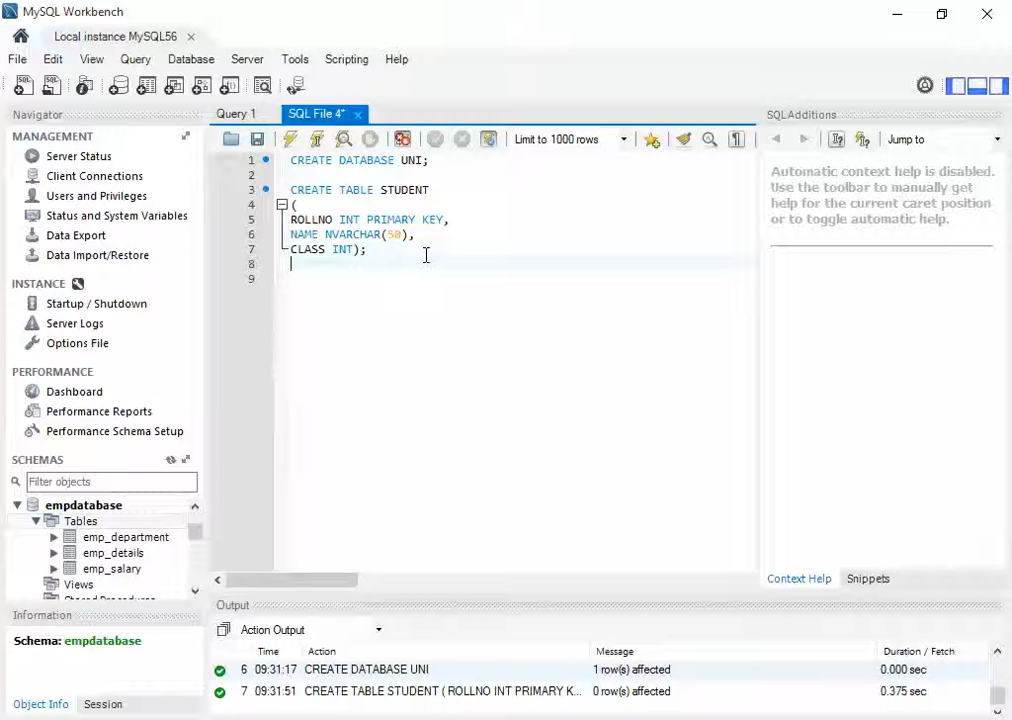 MySQL Workbench
Local instance MySQL56
File Edit View Query Database Server Tools Scripting Help
Navigator
MANAGEMENT
Server Status
Client Connections
Users and Privileges
Status and System Variables
Data Export
Data Import/Restore
INSTANCE
Startup / Shutdown
Server Logs
Options File
PERFORMANCE
Dashboard
Performance Reports
Performance Schema Setup
SCHEMAS
Filter objects
empdatabase
Tables
emp_department
emp_details
emp_salary
Views
Stored Procedures
Information
Schema: empdatabase
Object Info Session
Query 1 SQL File 4*
Limit to 1000 rows
1 CREATE DATABASE UNI;
2
3 CREATE TABLE STUDENT
4 (
5 ROLLNO INT PRIMARY KEY,
6 NAME NVARCHAR(50),
7 CLASS INT);
8
9
SQLAdditions
Jump to
Automatic context help is disabled.
Use the toolbar to manually get
help for the current caret position
or to toggle automatic help.
Context Help Snippets
Output
Action Output
Time Action Message Duration / Fetch
6 09:31:17 CREATE DATABASE UNI 1 row(s) affected 0.000 sec
7 09:31:51 CREATE TABLE STUDENT ( ROLLNO INT PRIMARY K... 0 row(s) affected 0.375 sec